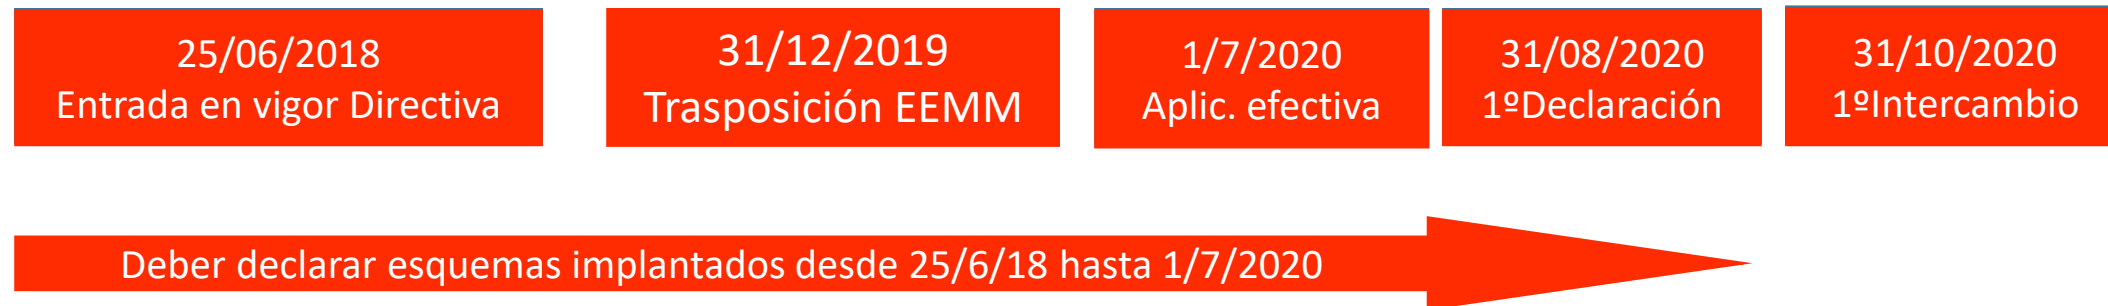 25/06/2018
Entrada en vigor Directiva
31/12/2019
Trasposición EEMM
1/7/2020
Aplic. efectiva
31/08/2020
1ºDeclaración
31/10/2020
1ºIntercambio
Deber declarar esquemas implantados desde 25/6/18 hasta 1/7/2020